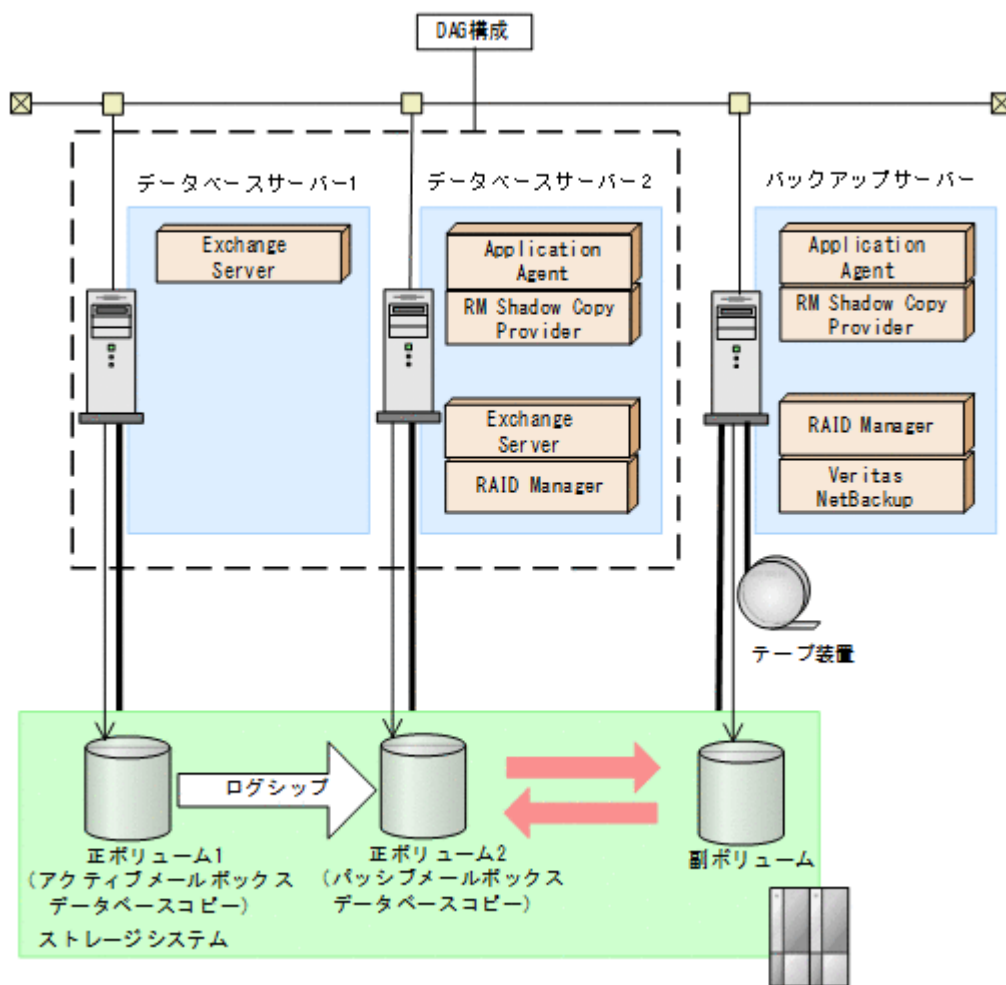 DAG構成
データベースサーバー1
データベースサーバー2
バックアップサーバー
Exchange
Server
Application
Agent
RM Shadow Copy
Provider
Exchange
Server
RAID Manager
Application
Agent
RM Shadow Copy
Provider
RAID Manager
Veritas
NetBackup
テープ装置
ログシップ
正ボリューム1
(アクティブメールボックス
データベースコピー)
正ボリューム2
(パッシブメールボックス
データベースコピー)
副ボリューム
ストレージシステム